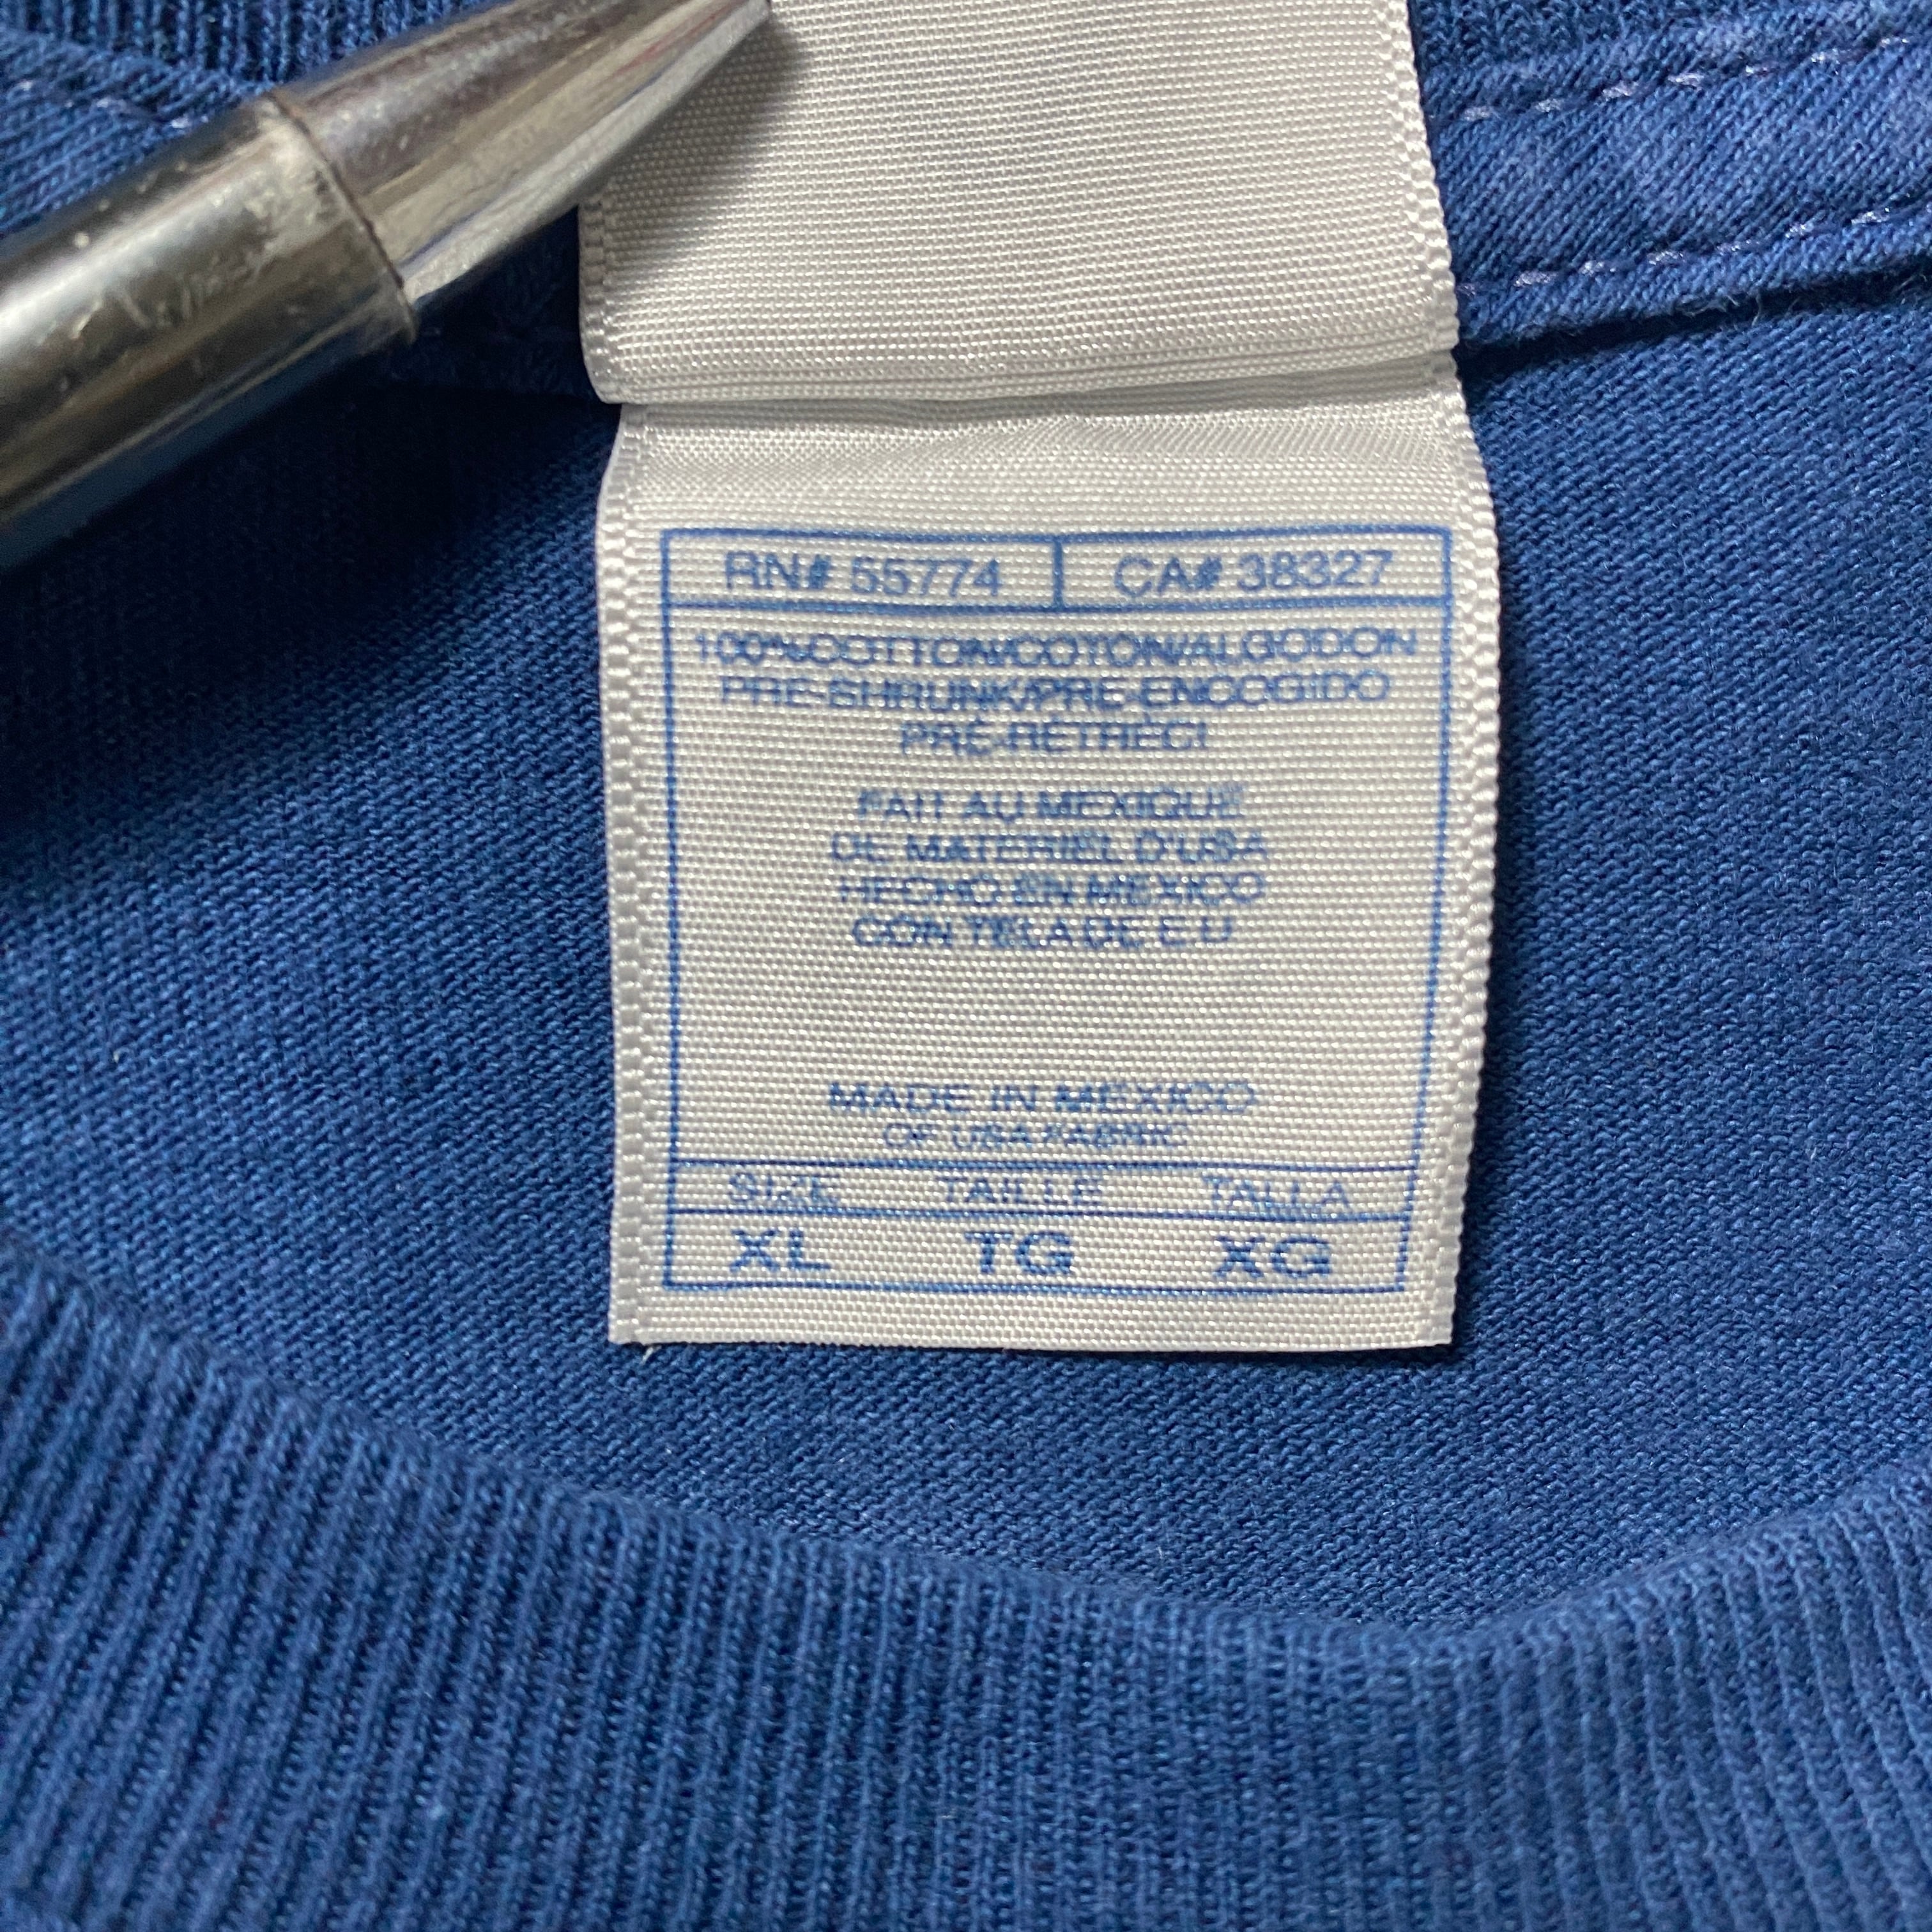 RN# 55774 CA# 38327
100% COTTON/COTON/ALGODON
PRE-SHRUNK/PRE-ENCOGIDO
PRÉ-RÉTRÉCI
FAIT AU MEXIQUE
DE MATERIEL D'USA
HECHO EN MEXICO
CON TELA DE E U
MADE IN MEXICO
OF USA FABRIC
SIZE TAILLE TALLA
XL TG XG